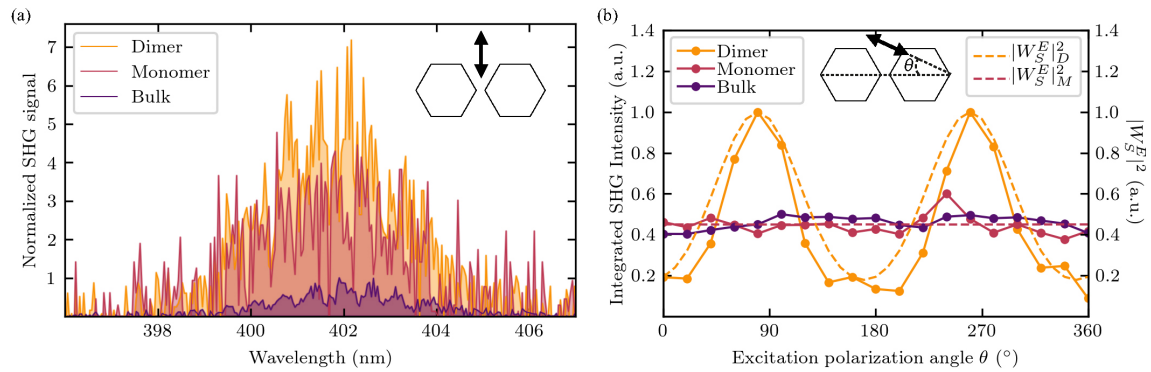 (a)
Normalized SHG signal
7
6
5
4
3
2
1
Dimer
Monomer
Bulk
398
400
402
404
406
Wavelength (nm)
(b)
Integrated SHG Intensity (a.u.)
1.4
1.2
1.0
0.8
0.6
0.4
0.2
Dimer
Monomer
Bulk
θ
|W_S^E|_D^2
|W_S^E|_M^2
1.4
1.2
1.0
0.8
0.6
0.4
0.2
|W_S^E|^2 (a.u.)
0
90
180
270
360
Excitation polarization angle θ (°)